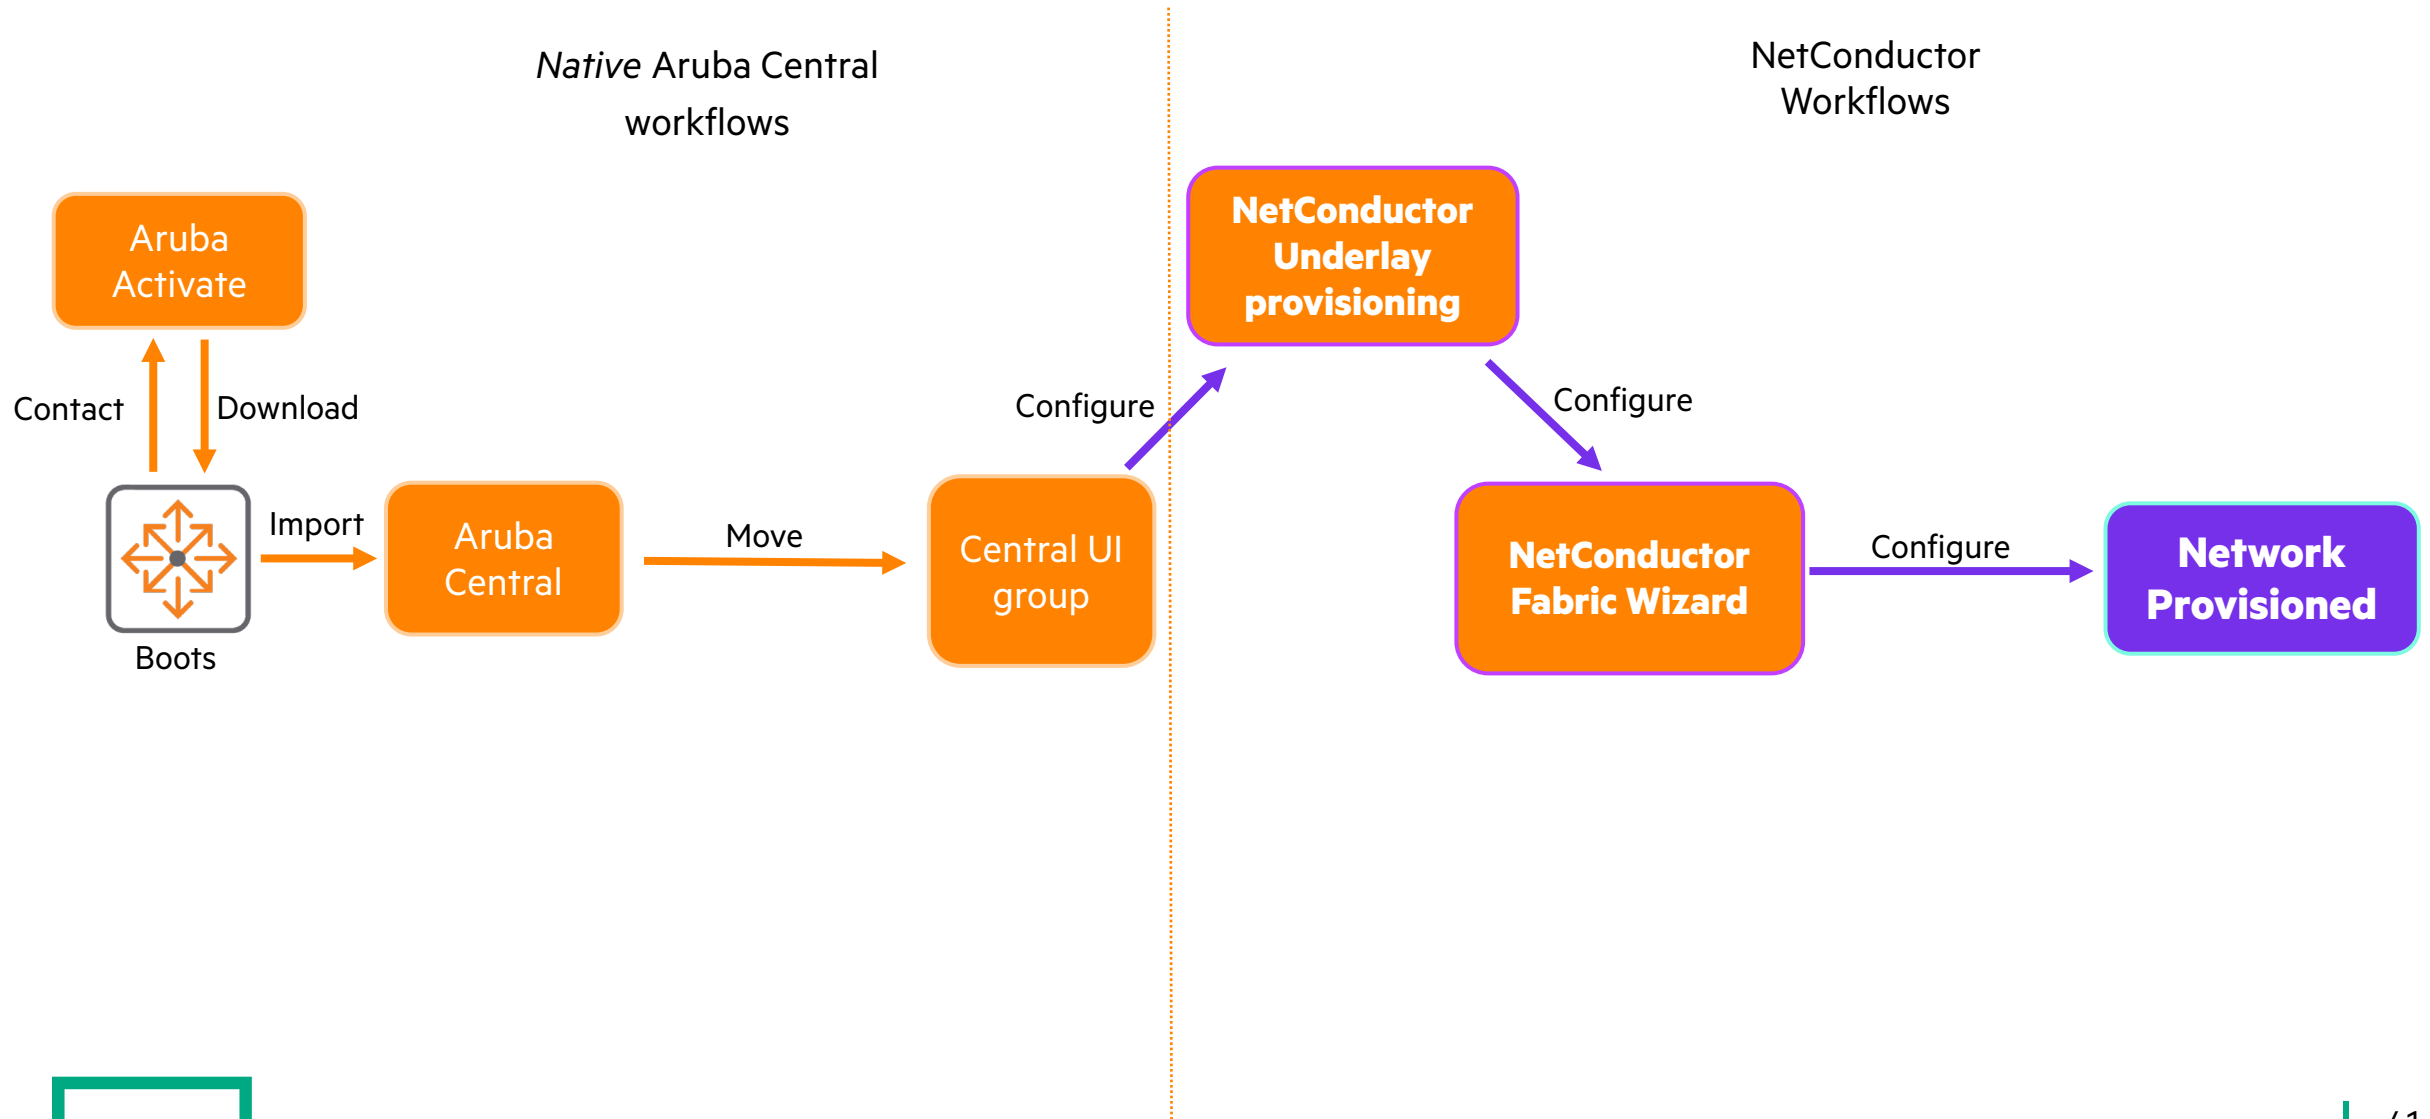 Native Aruba Central
workflows
NetConductor
Workflows
Aruba
Activate
Contact
Download
Boots
Import
Aruba
Central
Move
Central UI
group
Configure
NetConductor
Underlay
provisioning
Configure
NetConductor
Fabric Wizard
Configure
Network
Provisioned